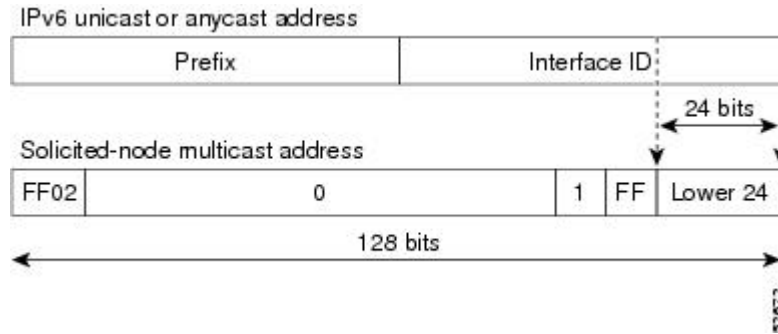 IPv6 unicast or anycast address
Prefix Interface ID
24 bits
Solicited-node multicast address
FF02 0 1 FF Lower 24
128 bits